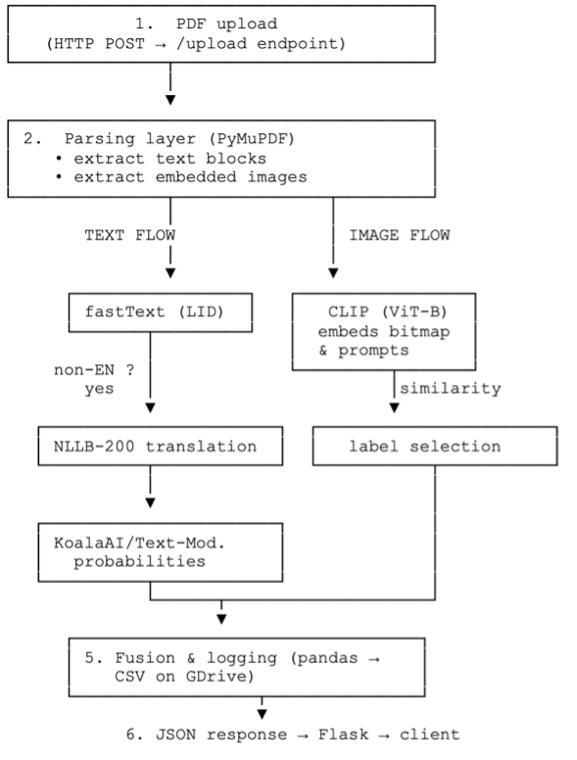 1. PDF upload
(HTTP POST → /upload endpoint)
2. Parsing layer (PyMuPDF)
• extract text blocks
• extract embedded images
TEXT FLOW
IMAGE FLOW
fastText (LID)
CLIP (ViT-B)
embeds bitmap
& prompts
non-EN ?
yes
similarity
NLLB-200 translation
label selection
KoalaAI/Text-Mod.
probabilities
5. Fusion & logging (pandas →
CSV on GDrive)
6. JSON response → Flask → client